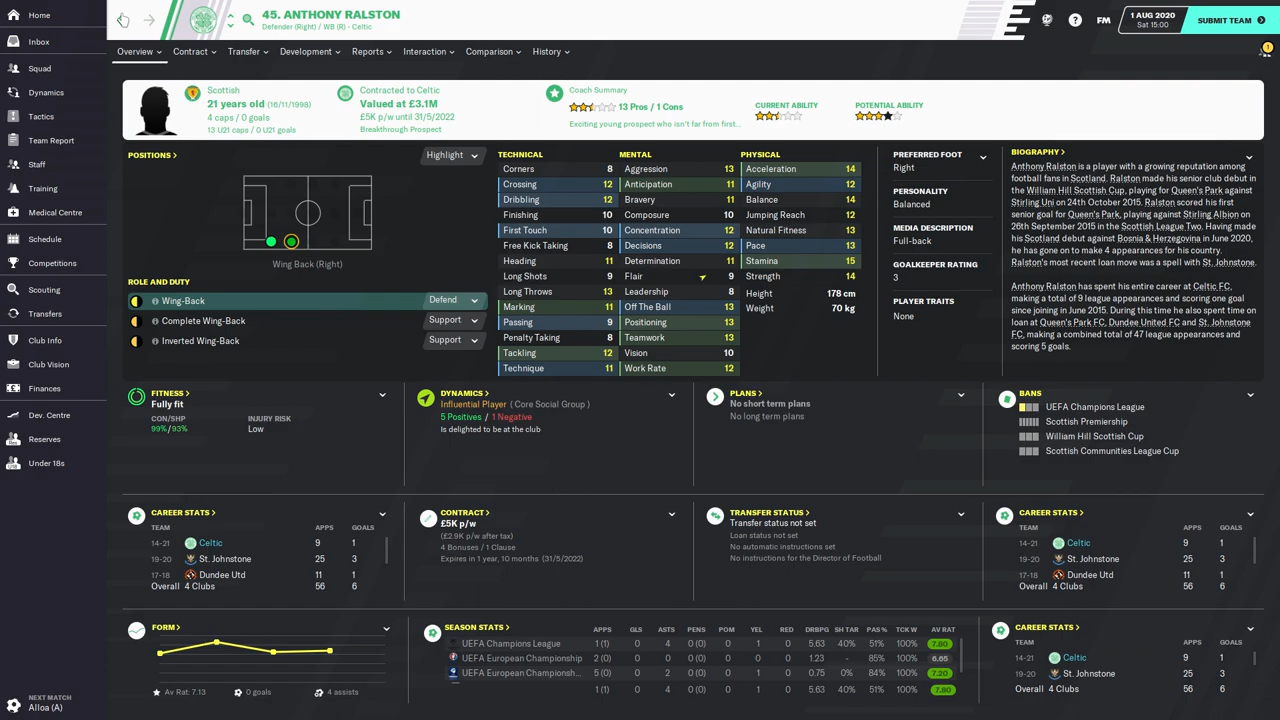 Home
Inbox
Squad
Dynamics
Tactics
Team Report
Staff
Training
Medical Centre
Schedule
Competitions
Scouting
Transfers
Club Info
Club Vision
Finances
Dev. Centre
Reserves
Under 18s
NEXT MATCH
Alloa (A)
45. ANTHONY RALSTON
Defender (Right) / WB (R) - Celtic
FM
1 AUG 2020
Sat 15:00
SUBMIT TEAM
Overview Contract Transfer Development Reports Interaction Comparison History
1
Scottish
21 years old (16/11/1998)
4 caps / 0 goals
13 U21 caps / 0 U21 goals
Contracted to Celtic
Valued at £3.1M
£5K p/w until 31/5/2022
Breakthrough Prospect
Coach Summary
13 Pros / 1 Cons
Exciting young prospect who isn't far from first...
CURRENT ABILITY
POTENTIAL ABILITY
POSITIONS >
Highlight
Wing Back (Right)
ROLE AND DUTY
Wing-Back Defend
Complete Wing-Back Support
Inverted Wing-Back Support
TECHNICAL
Corners 8
Crossing 12
Dribbling 12
Finishing 10
First Touch 10
Free Kick Taking 8
Heading 11
Long Shots 9
Long Throws 13
Marking 11
Passing 9
Penalty Taking 8
Tackling 12
Technique 11
MENTAL
Aggression 13
Anticipation 11
Bravery 11
Composure 10
Concentration 12
Decisions 12
Determination 11
Flair 9
Leadership 8
Off The Ball 13
Positioning 13
Teamwork 13
Vision 10
Work Rate 12
PHYSICAL
Acceleration 14
Agility 12
Balance 14
Jumping Reach 12
Natural Fitness 13
Pace 13
Stamina 15
Strength 14
Height 178 cm
Weight 70 kg
PREFERRED FOOT
Right
PERSONALITY
Balanced
MEDIA DESCRIPTION
Full-back
GOALKEEPER RATING
3
PLAYER TRAITS
None
BIOGRAPHY >
Anthony Ralston is a player with a growing reputation among
football fans in Scotland. Ralston made his senior club debut in
the William Hill Scottish Cup, playing for Queen's Park against
Stirling Uni on 24th October 2015. Ralston scored his first
senior goal for Queen's Park, playing against Stirling Albion on
26th September 2015 in the Scottish League Two. Having made
his Scotland debut against Bosnia & Herzegovina in June 2020,
he has gone on to make 4 appearances for his country.
Ralston's most recent loan move was a spell with St. Johnstone.
Anthony Ralston has spent his entire career at Celtic FC,
making a total of 9 league appearances and scoring one goal
since joining in June 2015. During this time he also spent time on
loan at Queen's Park FC, Dundee United FC and St. Johnstone
FC, making a combined total of 47 league appearances and
scoring 5 goals.
FITNESS >
Fully fit
CON/SHP
99%/93%
INJURY RISK
Low
DYNAMICS >
Influential Player ( Core Social Group )
5 Positives / 1 Negative
Is delighted to be at the club
PLANS >
No short term plans
No long term plans
BANS
UEFA Champions League
Scottish Premiership
William Hill Scottish Cup
Scottish Communities League Cup
CAREER STATS >
TEAM APPS GOALS
14-21 Celtic 9 1
19-20 St. Johnstone 25 3
17-18 Dundee Utd 11 1
Overall 4 Clubs 56 6
CONTRACT >
£5K p/w
(£2.9K p/w after tax)
4 Bonuses / 1 Clause
Expires in 1 year, 10 months (31/5/2022)
TRANSFER STATUS >
Transfer status not set
Loan status not set
No automatic instructions set
No instructions for the Director of Football
CAREER STATS >
TEAM APPS GOALS
14-21 Celtic 9 1
19-20 St. Johnstone 25 3
17-18 Dundee Utd 11 1
Overall 4 Clubs 56 6
FORM >
Av Rat: 7.13 0 goals 4 assists
SEASON STATS > APPS GLS ASTS PENS POM YEL RED DRBPG SH TAR PAS% TCK W AV RAT
UEFA Champions League 1 (1) 0 4 0 (0) 0 1 0 5.63 40% 51% 100% 7.80
UEFA European Championship 2 (0) 0 0 0 (0) 0 0 0 1.23 - 85% 100% 6.65
UEFA European Championsh... 5 (0) 0 2 0 (0) 0 1 0 0.75 0% 84% 100% 7.20
1 (1) 0 4 0 (0) 0 1 0 5.63 40% 51% 100% 7.80
CAREER STATS >
TEAM APPS GOALS
14-21 Celtic 9 1
19-20 St. Johnstone 25 3
Overall 4 Clubs 56 6